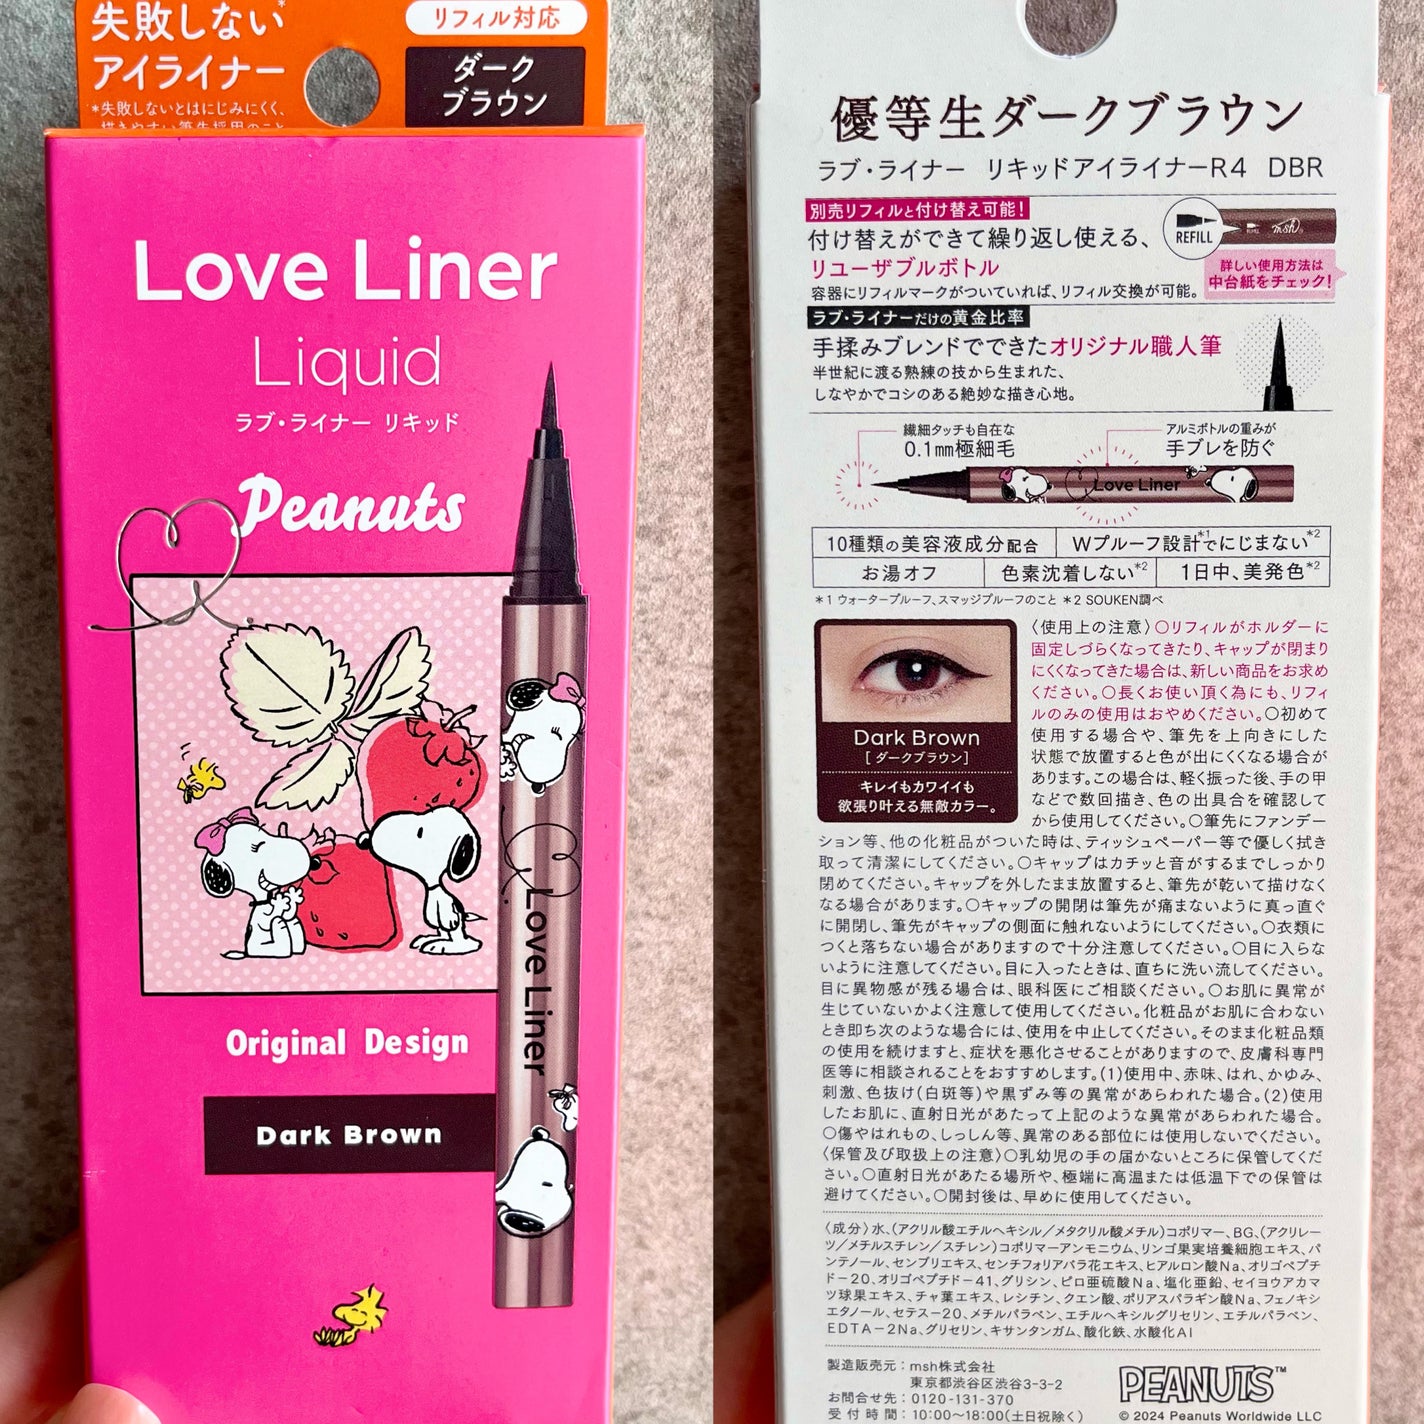 失敗しない*
アイライナー
*失敗しないとはにじみにくく、
描きやすい筆先採用のこと
リフィル対応
ダーク
ブラウン
Love Liner
Liquid
ラブ・ライナー リキッド
Peanuts
Love Liner
Original Design
Dark Brown
優等生ダークブラウン
ラブ・ライナー リキッドアイライナーR4 DBR
別売リフィルと付け替え可能!
付け替えができて繰り返し使える、
リユーザブルボトル
容器にリフィルマークがついていれば、リフィル交換が可能。
REFILL
msh
詳しい使用方法は
中台紙をチェック!
ラブ・ライナーだけの黄金比率
手揉みブレンドでできたオリジナル職人筆
半世紀に渡る熟練の技から生まれた、
しなやかでコシのある絶妙な描き心地。
繊細タッチも自在な
0.1mm極細毛
アルミボトルの重みが
手ブレを防ぐ
Love Liner
10種類の美容液成分配合
Wプルーフ設計*1でにじまない*2
お湯オフ
色素沈着しない*2
1日中、美発色*2
*1 ウォータープルーフ、スマッジプルーフのこと *2 SOUKEN調べ
Dark Brown
[ダークブラウン]
キレイもカワイイも
欲張り叶える無敵カラー。
〈使用上の注意〉○リフィルがホルダーに
固定しづらくなってきたり、キャップが閉まり
にくくなってきた場合は、新しい商品をお求め
ください。○長くお使い頂く為にも、リフィ
ルのみの使用はおやめください。○初めて
使用する場合や、筆先を上向きにした
状態で放置すると色が出にくくなる場合が
あります。この場合は、軽く振った後、手の甲
などで数回描き、色の出具合を確認して
から使用してください。○筆先にファンデー
ション等、他の化粧品がついた時は、ティッシュペーパー等で優しく拭き
取って清潔にしてください。○キャップはカチッと音がするまでしっかり
閉めてください。キャップを外したまま放置すると、筆先が乾いて描けなく
なる場合があります。○キャップの開閉は筆先が痛まないように真っ直ぐ
に開閉し、筆先がキャップの側面に触れないようにしてください。○衣類に
つくと落ちない場合がありますので十分注意してください。○目に入らな
いように注意してください。目に入ったときは、直ちに洗い流してください。
目に異物感が残る場合は、眼科医にご相談ください。○お肌に異常が
生じていないかよく注意して使用してください。化粧品がお肌に合わない
とき即ち次のような場合には、使用を中止してください。そのまま化粧品類
の使用を続けますと、症状を悪化させることがありますので、皮膚科専門
医等に相談されることをおすすめします。(1)使用中、赤味、はれ、かゆみ、
刺激、色抜け(白斑等)や黒ずみ等の異常があらわれた場合。(2)使用
したお肌に、直射日光があたって上記のような異常があらわれた場合。
○傷やはれもの、しっしん等、異常のある部位には使用しないでください。
〈保管及び取扱上の注意〉○乳幼児の手の届かないところに保管してくだ
さい。○直射日光があたる場所や、極端に高温または低温下での保管は
避けてください。○開封後は、早めに使用してください。
〈成分〉水、(アクリル酸エチルヘキシル/メタクリル酸メチル)コポリマー、BG、(アクリレー
ツ/メチルスチレン/スチレン)コポリマーアンモニウム、リンゴ果実培養細胞エキス、パ
ンテノール、センブリエキス、センチフォリアバラ花エキス、ヒアルロン酸Na、オリゴペプチ
ド-20、オリゴペプチド-41、グリシン、ピロ亜硫酸Na、塩化亜鉛、セイヨウアカマ
ツ球果エキス、チャ葉エキス、レシチン、クエン酸、ポリアスパラギン酸Na、フェノキシ
エタノール、セテス-20、メチルパラベン、エチルヘキシルグリセリン、エチルパラベン、
EDTA-2Na、グリセリン、キサンタンガム、酸化鉄、水酸化Al
製造販売元:msh株式会社
東京都渋谷区渋谷3-3-2
お問合せ先:0120-131-370
受付時間:10:00~18:00(土日祝除く)
PEANUTS™
© 2024 Peanuts Worldwide LLC